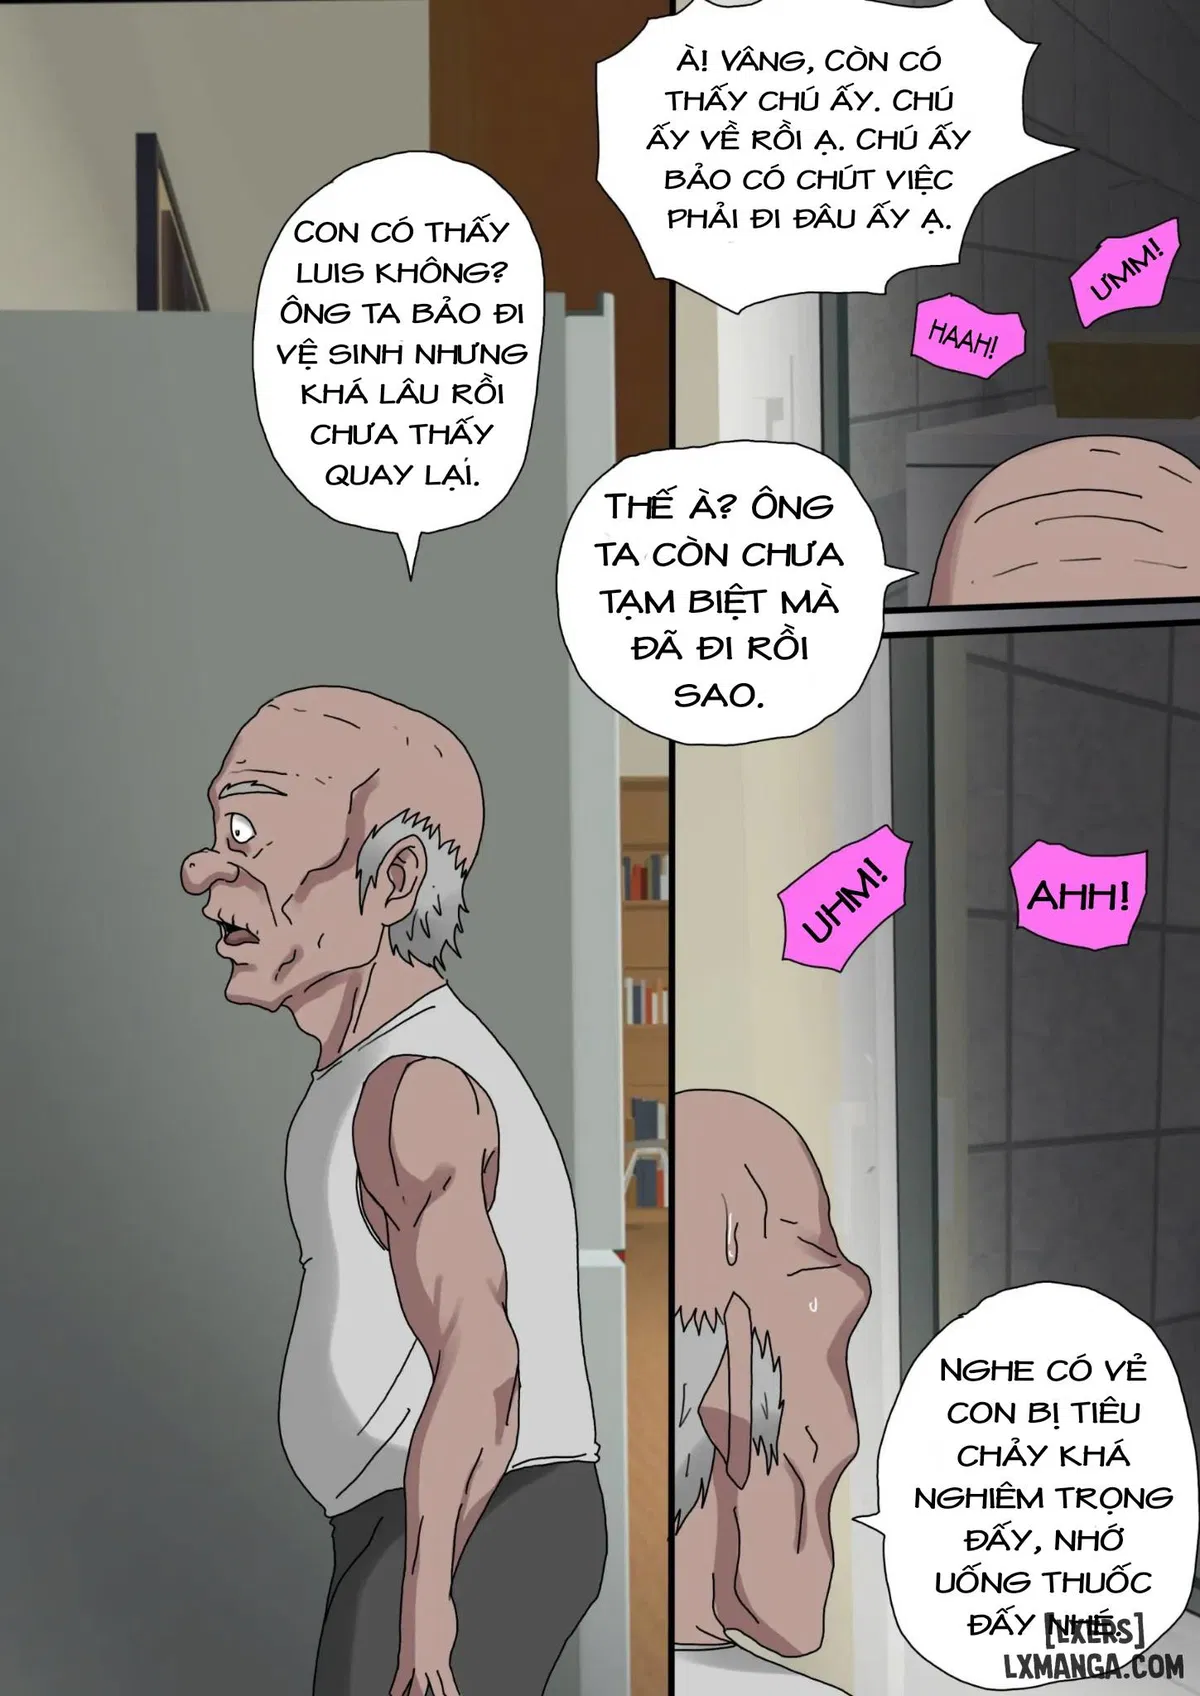 CON CÓ THẤY
LUIS KHÔNG?
ÔNG TA BẢO ĐI
VỆ SINH NHƯNG
KHÁ LÂU RỒI
CHƯA THẤY
QUAY LẠI.
À! VÂNG, CÒN CÓ
THẤY CHÚ ẤY. CHÚ
ẤY VỀ RỒI Ạ. CHÚ ẤY
BẢO CÓ CHÚT VIỆC
PHẢI ĐI ĐÂU ẤY Ạ.
ƯMM!
HAAH!
THẾ À? ÔNG
TA CÒN CHƯA
TẠM BIỆT MÀ
ĐÃ ĐI RỒI
SAO.
UHM!
AHH!
NGHE CÓ VẺ
CON BỊ TIÊU
CHẢY KHÁ
NGHIÊM TRỌNG
ĐẤY, NHỚ
UỐNG THUỐC
ĐẤY NHÉ.
[LXERS]
LXMANGA.COM